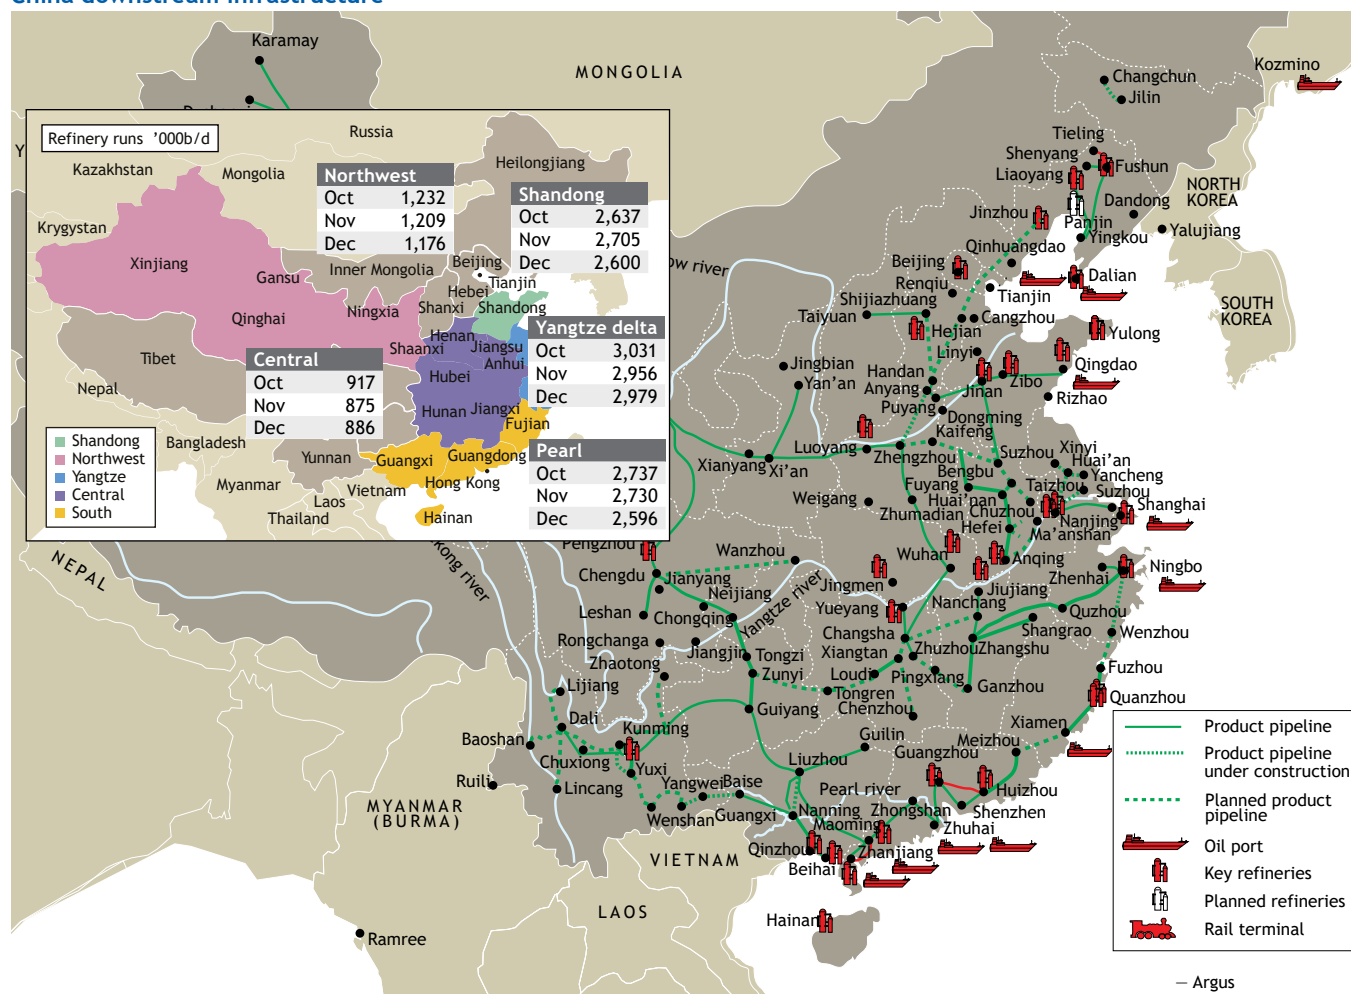 China downstream infrastructure
Karamay
MONGOLIA
Changchun
Jilin
Kozmino
Tieling
Shenyang
Fushun
Liaoyang
NORTH
KOREA
Dandong
Jinzhou
Panjin
Yingkou
Yalujiang
Qinhuangdao
Beijing
Dalian
Renqiu
Tianjin
SOUTH
KOREA
Shijiazhuang
Taiyuan
Cangzhou
Hejian
Yulong
Linyi
Jingbian
Qingdao
Yan'an
Handan
Zibo
Anyang
Jinan
Rizhao
Puyang
Dongming
Kaifeng
Luoyang
Zhengzhou
Xinyi
Suzhou
Huai'an
Xianyang
Xi'an
Bengbu
Yancheng
Fuyang
Taizhou
Suzhou
Weigang
Huai'nan
Shanghai
Zhumadian
Chuzhou
Nanjing
Hefei
Ma'anshan
Refinery runs '000b/d
Russia
Kazakhstan
Mongolia
Heilongjiang
Krygystan
Northwest
Oct 1,232
Nov 1,209
Dec 1,176
Shandong
Oct 2,637
Nov 2,705
Dec 2,600
Xinjiang
Gansu
Inner Mongolia
Beijing
Tianjin
Hebei
Ningxia
Shanxi
Shandong
Qinghai
Henan
Yangtze delta
Oct 3,031
Nov 2,956
Dec 2,979
Shaanxi
Jiangsu
Anhui
Tibet
Central
Oct 917
Nov 875
Dec 886
Hubei
Nepal
Hunan
Jiangxi
Fujian
Shandong
Northwest
Yangtze
Central
South
Bangladesh
Yunnan
Guangxi
Guangdong
Pearl
Oct 2,737
Nov 2,730
Dec 2,596
Myanmar
Vietnam
Hong Kong
Laos
Thailand
Hainan
NEPAL
Pengzhou
Wanzhou
Wuhan
Anqing
Ningbo
Zhenhai
Chengdu
Jianyang
Jingmen
Jiujiang
Neijiang
Yangtze river
Yueyang
Nanchang
Quzhou
Leshan
Chongqing
Shangrao
Wenzhou
Rongchanga
Jiangjin
Changsha
Zhuzhou
Zhangshu
Zhaotong
Tongzi
Xiangtan
Fuzhou
Zunyi
Loudi
Pingxiang
Lijiang
Tongren
Ganzhou
Quanzhou
Guiyang
Chenzhou
Dali
Kunming
Xiamen
Baoshan
Guilin
Meizhou
Chuxiong
Guangzhou
Yuxi
Liuzhou
Ruili
Lincang
Yangwei
Baise
Pearl river
Huizhou
MYANMAR
(BURMA)
Wenshan
Guangxi
Nanning
Zhongshan
Shenzhen
Maoming
Zhuhai
VIETNAM
Qinzhou
Zhanjiang
Beihai
LAOS
Hainan
Ramree
Product pipeline
Product pipeline
under construction
Planned product
pipeline
Oil port
Key refineries
Planned refineries
Rail terminal
— Argus